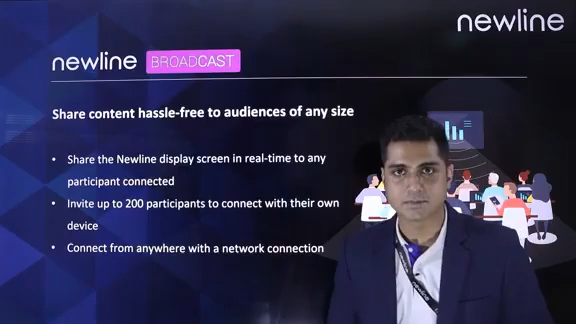 newline
newline BROADCAST
Share content hassle-free to audiences of any size
• Share the Newline display screen in real-time to any
participant connected
• Invite up to 200 participants to connect with their own
device
• Connect from anywhere with a network connection
newline